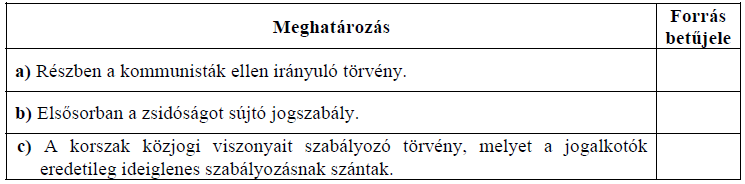 Meghatározás
Forrás
betűjele
a) Részben a kommunisták ellen irányuló törvény.
b) Elsősorban a zsidóságot sújtó jogszabály.
c) A korszak közjogi viszonyait szabályozó törvény, melyet a jogalkotók
eredetileg ideiglenes szabályozásnak szántak.